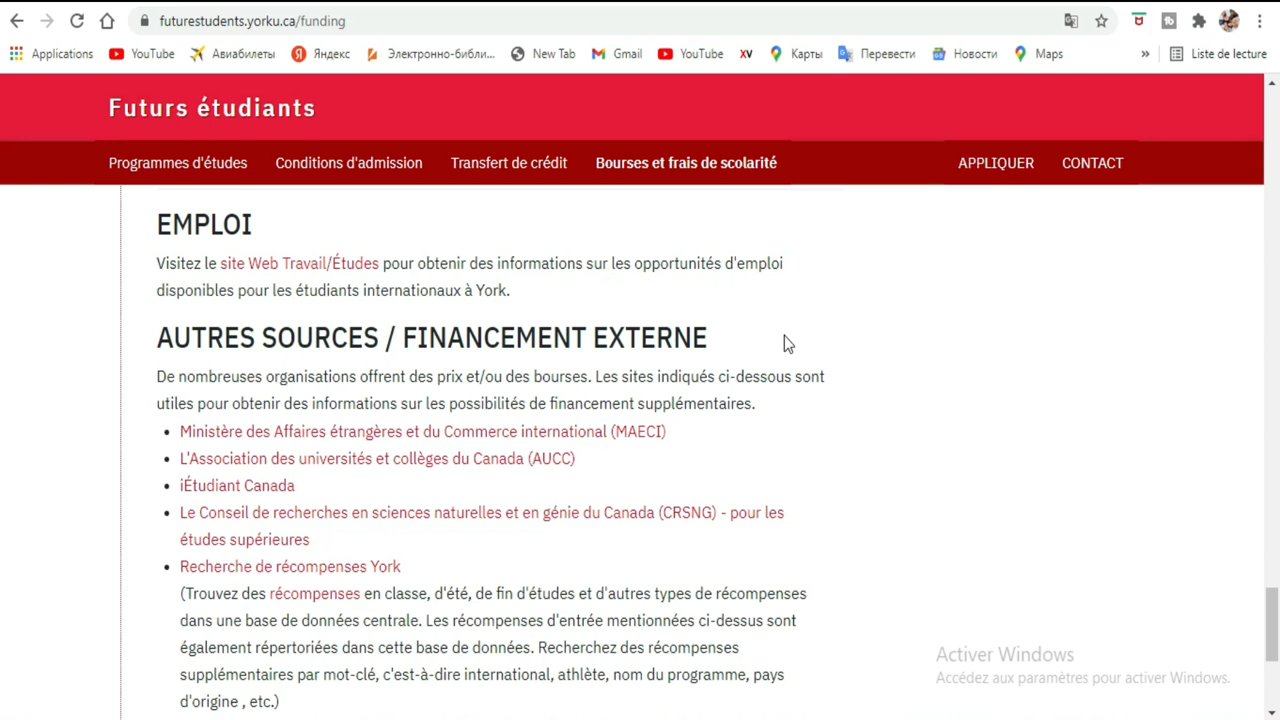 futurestudents.yorku.ca/funding
Applications YouTube Авиабилеты Яндекс Электронно-библи... New Tab Gmail YouTube XV Карты Перевести Новости Maps » Liste de lecture
Futurs étudiants
Programmes d'études Conditions d'admission Transfert de crédit Bourses et frais de scolarité APPLIQUER CONTACT
EMPLOI
Visitez le site Web Travail/Études pour obtenir des informations sur les opportunités d'emploi
disponibles pour les étudiants internationaux à York.
AUTRES SOURCES / FINANCEMENT EXTERNE
De nombreuses organisations offrent des prix et/ou des bourses. Les sites indiqués ci-dessous sont
utiles pour obtenir des informations sur les possibilités de financement supplémentaires.
• Ministère des Affaires étrangères et du Commerce international (MAECI)
• L'Association des universités et collèges du Canada (AUCC)
• iÉtudiant Canada
• Le Conseil de recherches en sciences naturelles et en génie du Canada (CRSNG) - pour les
études supérieures
• Recherche de récompenses York
(Trouvez des récompenses en classe, d'été, de fin d'études et d'autres types de récompenses
dans une base de données centrale. Les récompenses d'entrée mentionnées ci-dessus sont
également répertoriées dans cette base de données. Recherchez des récompenses
supplémentaires par mot-clé, c'est-à-dire international, athlète, nom du programme, pays
d'origine , etc.)
Activer Windows
Accédez aux paramètres pour activer Windows.